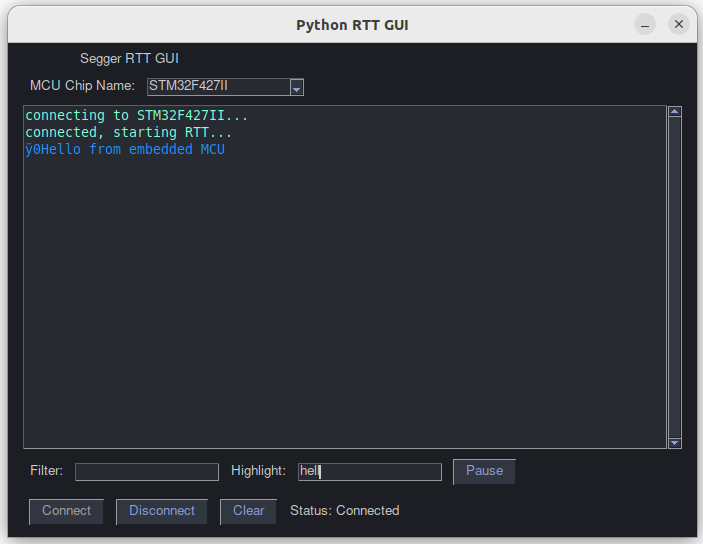 Python RTT GUI
Segger RTT GUI
MCU Chip Name: STM32F427II
connecting to STM32F427II...
connected, starting RTT...
ÿ0Hello from embedded MCU
Filter: Highlight: hell Pause
Connect Disconnect Clear Status: Connected